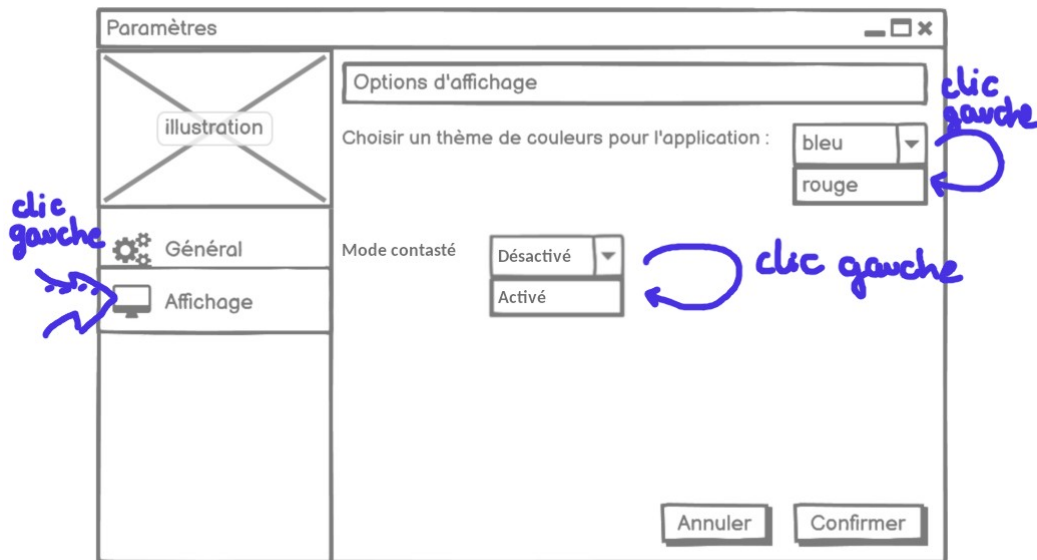 Paramètres
Options d'affichage
illustration
Choisir un thème de couleurs pour l'application :
bleu
rouge
clic
gauche
clic
gauche
Général
Affichage
Mode contasté
Désactivé
Activé
clic gauche
Annuler
Confirmer